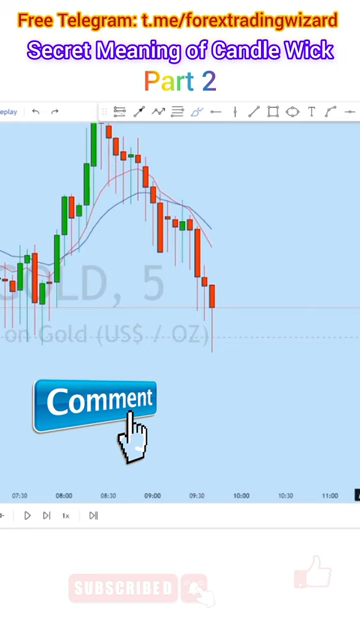 Free Telegram: t.me/forextradingwizard
Secret Meaning of Candle Wick
Part 2
eplay
T
GOLD, 5
on Gold (US$ / OZ)
Comment
07:30 08:00 08:30 09:00 09:30 10:00 10:30 11:00
1x
SUBSCRIBED